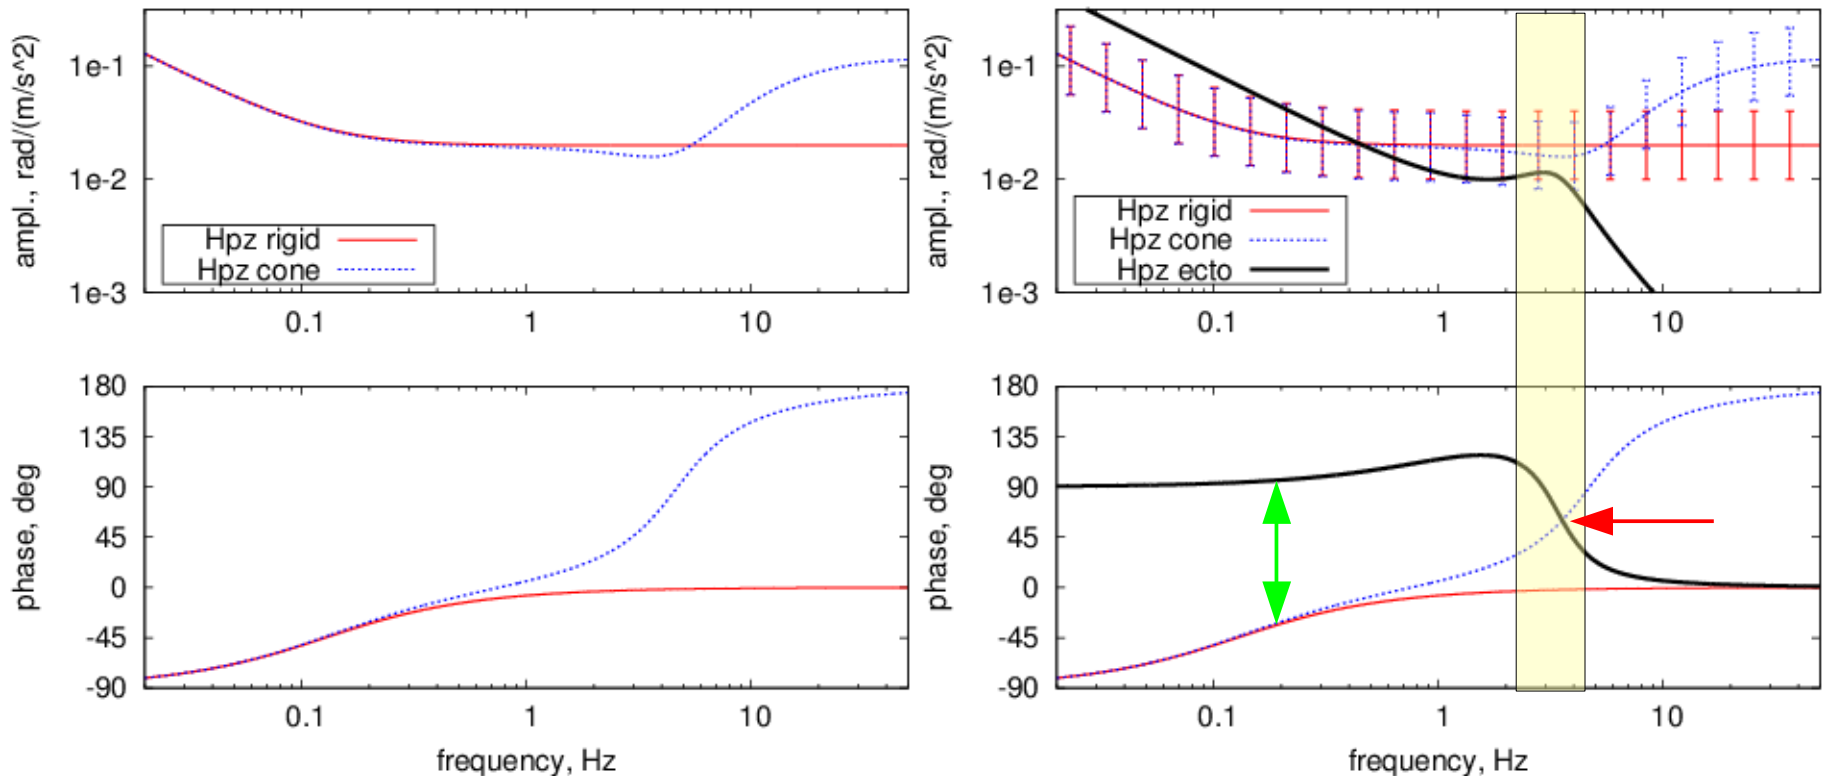 ampl., rad/(m/s^2)
1e-1
1e-2
1e-3
Hpz rigid
Hpz cone
0.1 1 10
ampl., rad/(m/s^2)
1e-1
1e-2
1e-3
Hpz rigid
Hpz cone
Hpz ecto
0.1 1 10
phase, deg
180
135
90
45
0
-45
-90
0.1 1 10
frequency, Hz
phase, deg
180
135
90
45
0
-45
-90
0.1 1 10
frequency, Hz